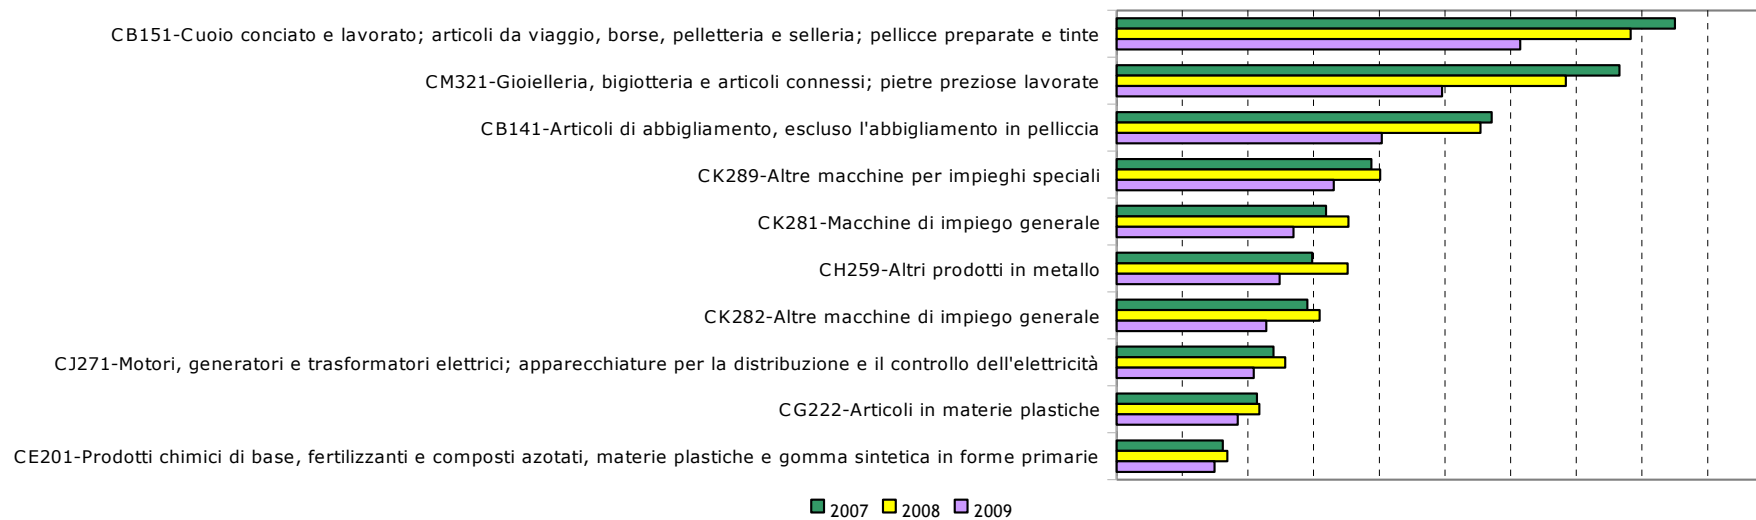 CB151-Cuoio conciato e lavorato; articoli da viaggio, borse, pelletteria e selleria; pellicce preparate e tinte
CM321-Gioielleria, bigiotteria e articoli connessi; pietre preziose lavorate
CB141-Articoli di abbigliamento, escluso l'abbigliamento in pelliccia
CK289-Altre macchine per impieghi speciali
CK281-Macchine di impiego generale
CH259-Altri prodotti in metallo
CK282-Altre macchine di impiego generale
CJ271-Motori, generatori e trasformatori elettrici; apparecchiature per la distribuzione e il controllo dell'elettricità
CG222-Articoli in materie plastiche
CE201-Prodotti chimici di base, fertilizzanti e composti azotati, materie plastiche e gomma sintetica in forme primarie
2007 2008 2009